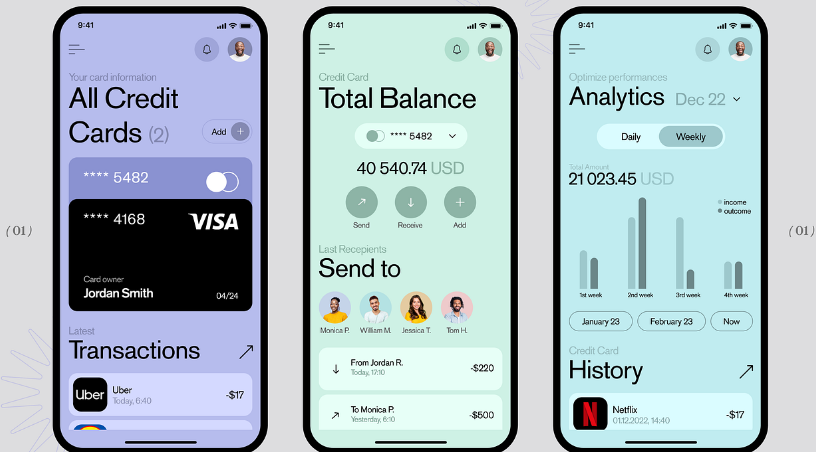 ( 01 )
9:41
Your card information
All Credit
Cards (2)
Add +
**** 5482
**** 4168
VISA
Card owner
Jordan Smith
04/24
Latest
Transactions
Uber
Uber
Today, 6:40
-$17
9:41
Credit Card
Total Balance
**** 5482
40 540.74 USD
Send
Receive
Add
Last Recepients
Send to
Monica P.
William M.
Jessica T.
Tom H.
From Jordan R.
Today, 17:10
-$220
To Monica P.
Yesterday, 6:10
-$500
9:41
Optimize performances
Analytics
Dec 22
Daily
Weekly
Total Amount
21 023.45 USD
income
outcome
1st week
2nd week
3rd week
4th week
January 23
February 23
Now
Credit Card
History
N
Netflix
01.12.2022, 14:40
-$17
( 01 )